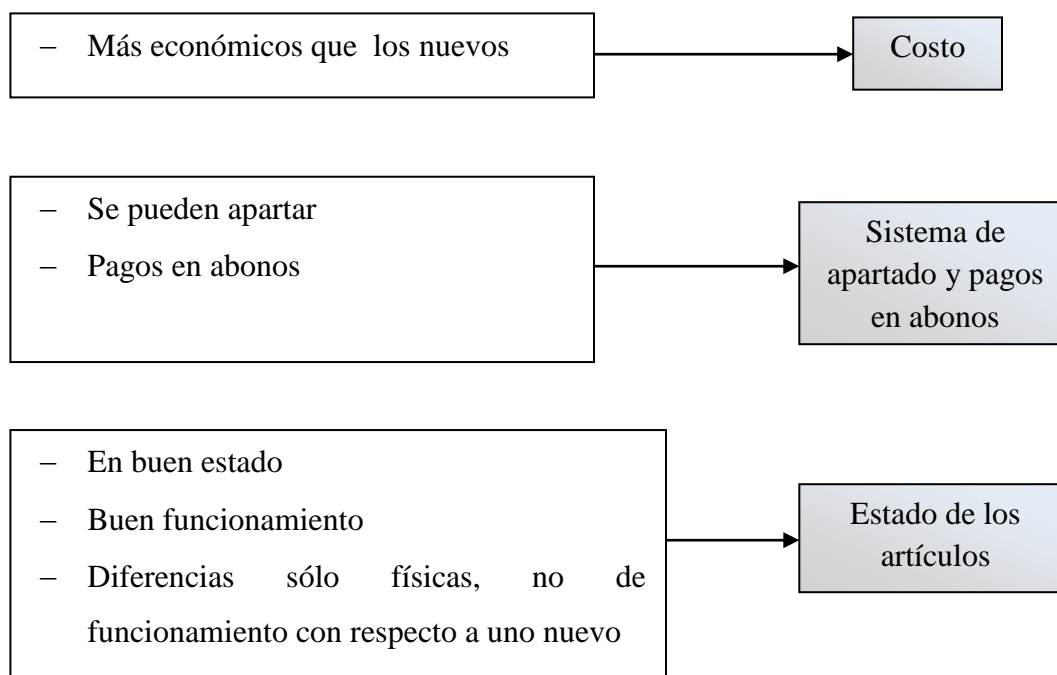 – Más económicos que los nuevos
Costo
– Se pueden apartar
– Pagos en abonos
Sistema de
apartado y pagos
en abonos
– En buen estado
– Buen funcionamiento
– Diferencias sólo físicas, no de
funcionamiento con respecto a uno nuevo
Estado de los
artículos